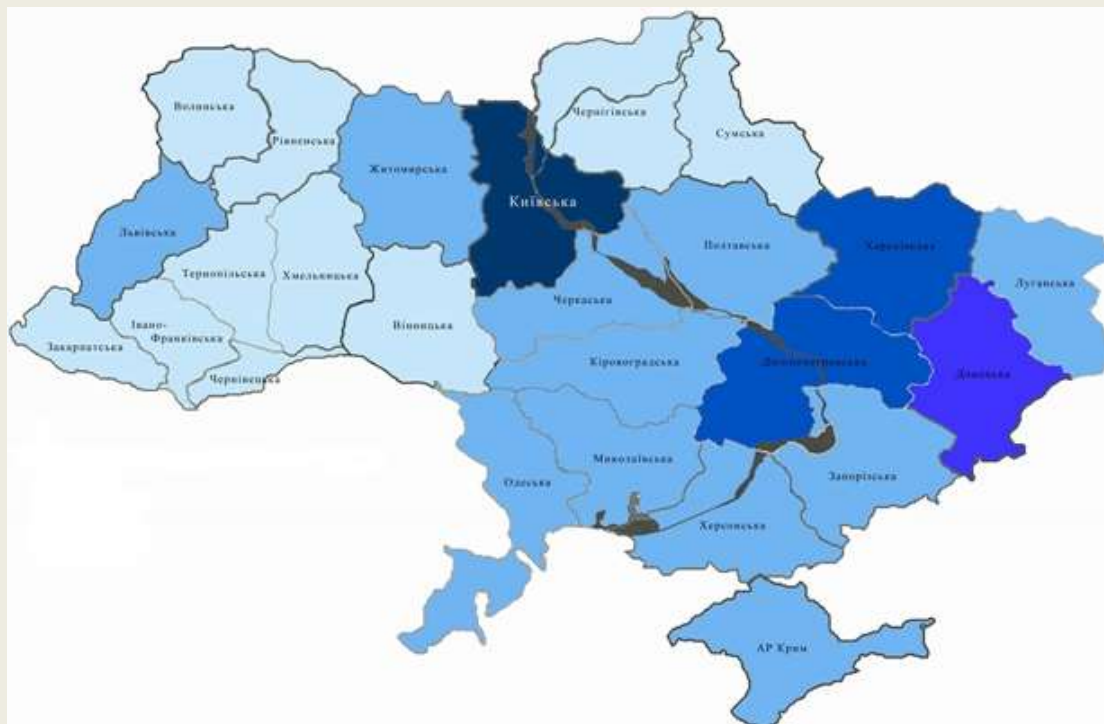 Волинська
Рівненська
Чернігівська
Сумська
Житомирська
Київська
Львівська
Полтавська
Харківська
Тернопільська
Хмельницька
Луганська
Черкаська
Вінницька
Івано-
Франківська
Закарпатська
Чернівецька
Кіровоградська
Дніпропетровська
Донецька
Миколаївська
Одеська
Запорізська
Херсонська
АР Крим